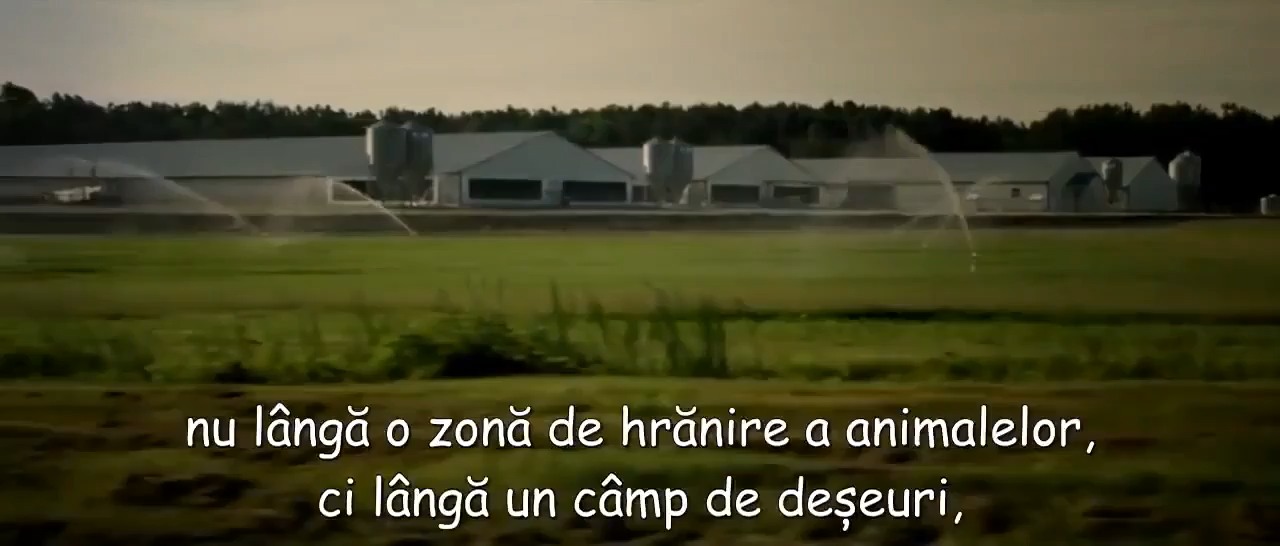 nu lângă o zonă de hrănire a animalelor,
ci lângă un câmp de deșeuri,